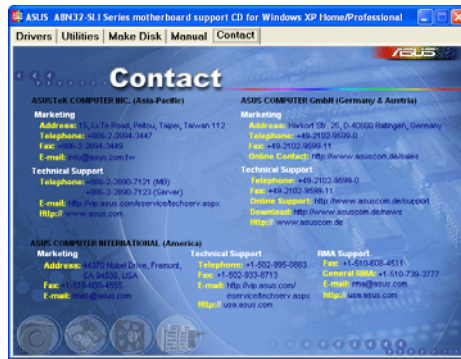 ASUS A8N32-SLI Series motherboard support CD for Windows XP Home/Professional
Drivers Utilities Make Disk Manual Contact
ASUS
Contact
ASUSTeK COMPUTER INC. (Asia-Pacific)
Marketing
Address: 15, Li-Te Road, Peitou, Taipei, Taiwan 112
Telephone: +886-2-2894-3447
Fax: +886-2-2890-7798
E-mail: info@asus.com.tw
Technical Support
Telephone: +886-2-2890-7121 (MB)
+886-2-2890-7123 (Server)
E-mail: http://vip.asus.com/eservice/techserv.aspx
Http:// www.asus.com
ASUS COMPUTER GmbH (Germany & Austria)
Marketing
Address: Harkort Str. 25, D-40880 Ratingen, Germany
Telephone: +49-2102-9599-0
Fax: +49-2102-9599-11
Online Contact: http://www.asuscom.de/sales
Technical Support
Telephone: +49-2102-9599-0
Fax: +49-2102-9599-11
Online Support: http://www.asuscom.de/support
Download: http://www.asuscom.de/news
Http:// www.asuscom.de
ASUS COMPUTER INTERNATIONAL (America)
Marketing
Address: 44370 Nobel Drive, Fremont,
CA 94538, USA
Fax: +1-510-608-4555
E-mail: tmd1@asus.com
Technical Support
Telephone: +1-502-995-0883
Fax: +1-502-933-8713
E-mail: http://vip.asus.com/
eservice/techserv.aspx
Http:// usa.asus.com
RMA Support
Fax: +1-510-608-4511
General RMA: +1-510-739-3777
E-mail: rma@asus.com
http:// usa.asus.com